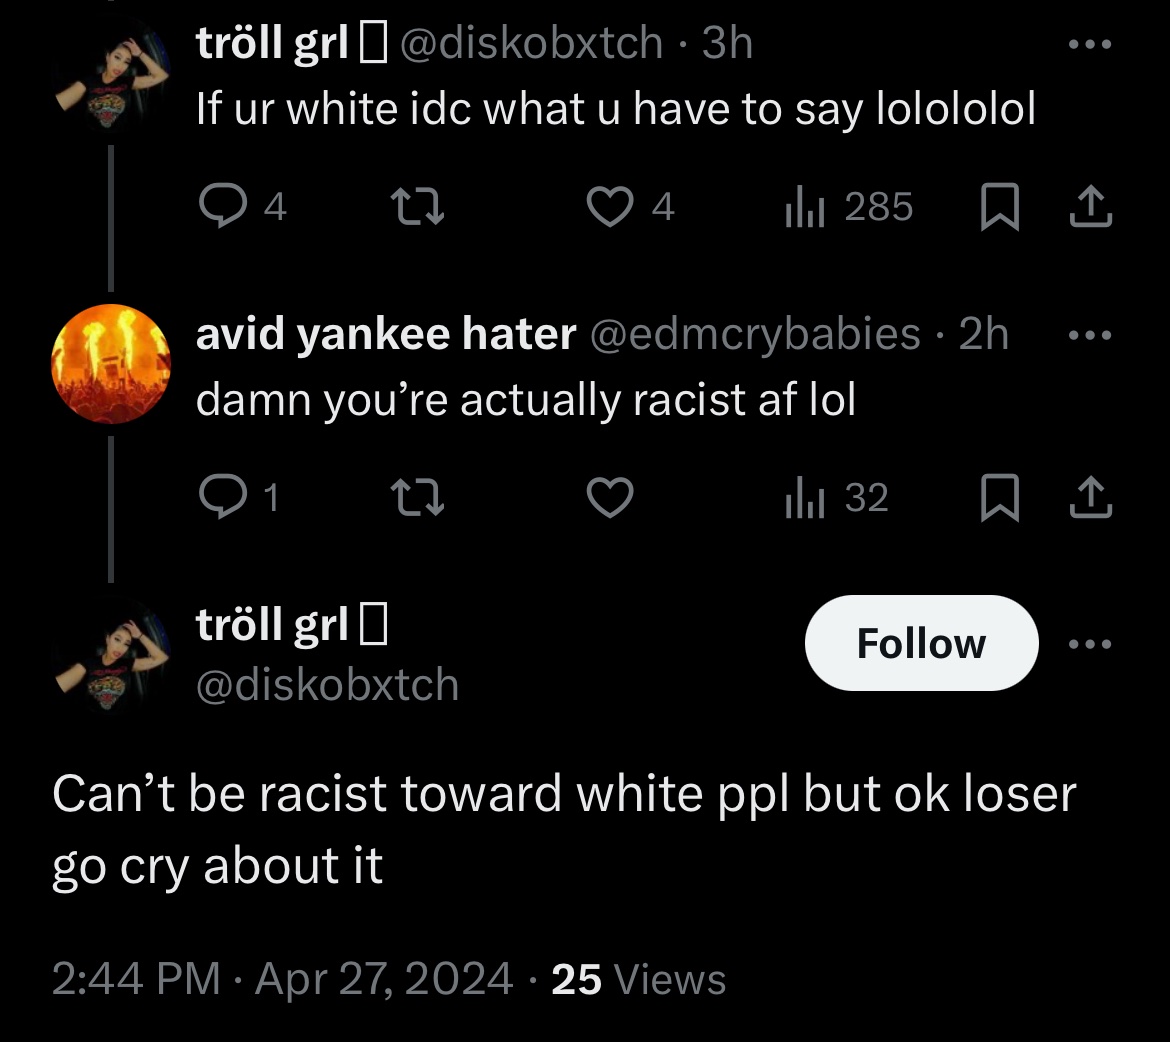 tröll grl @diskobxtch · 3h
If ur white idc what u have to say lolololol
4 4 285
avid yankee hater @edmcrybabies · 2h
damn you’re actually racist af lol
1 32
tröll grl
Follow
@diskobxtch
Can’t be racist toward white ppl but ok loser
go cry about it
2:44 PM · Apr 27, 2024 · 25 Views